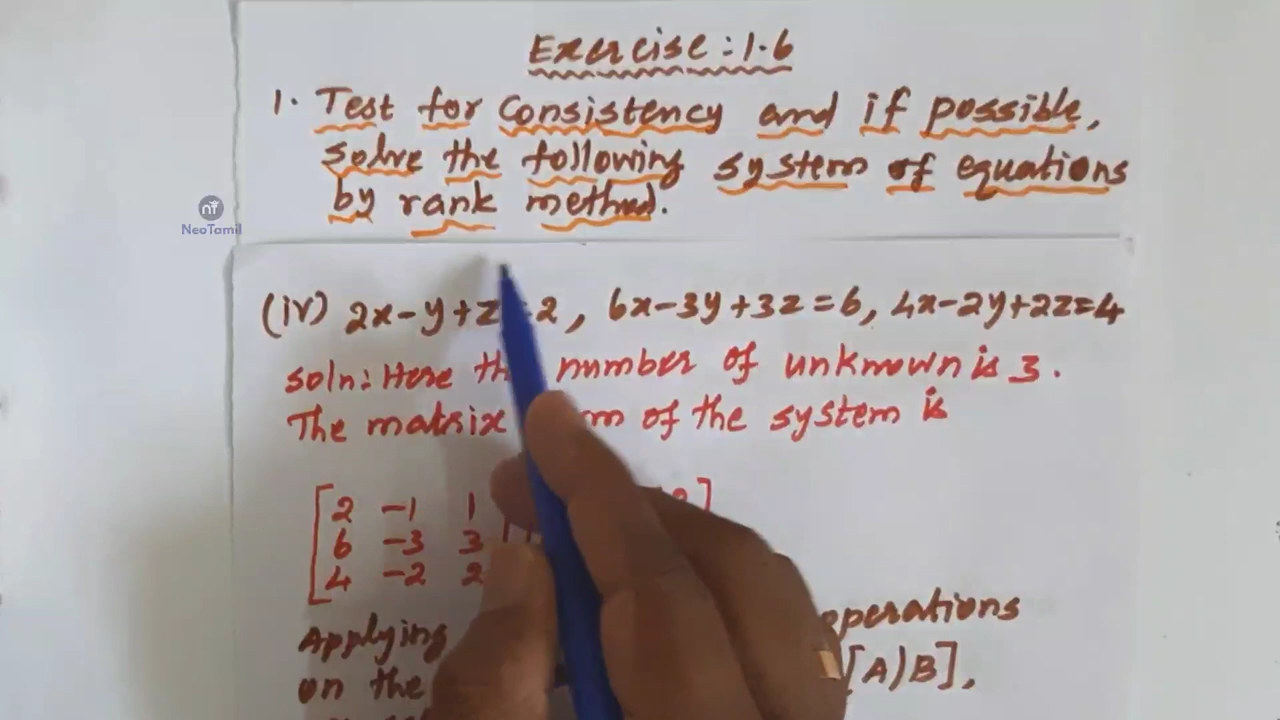 Exercise : 1.6
1. Test for consistency and if possible,
solve the following system of equations
by rank method.
NeoTamil
(iv) 2x-y+z=2, 6x-3y+3z=6, 4x-2y+2z=4
soln: Here the number of unknown is 3.
The matrix of the system is
2 -1 1
6 -3 3
4 -2 2
Applying operations
on the [A|B],